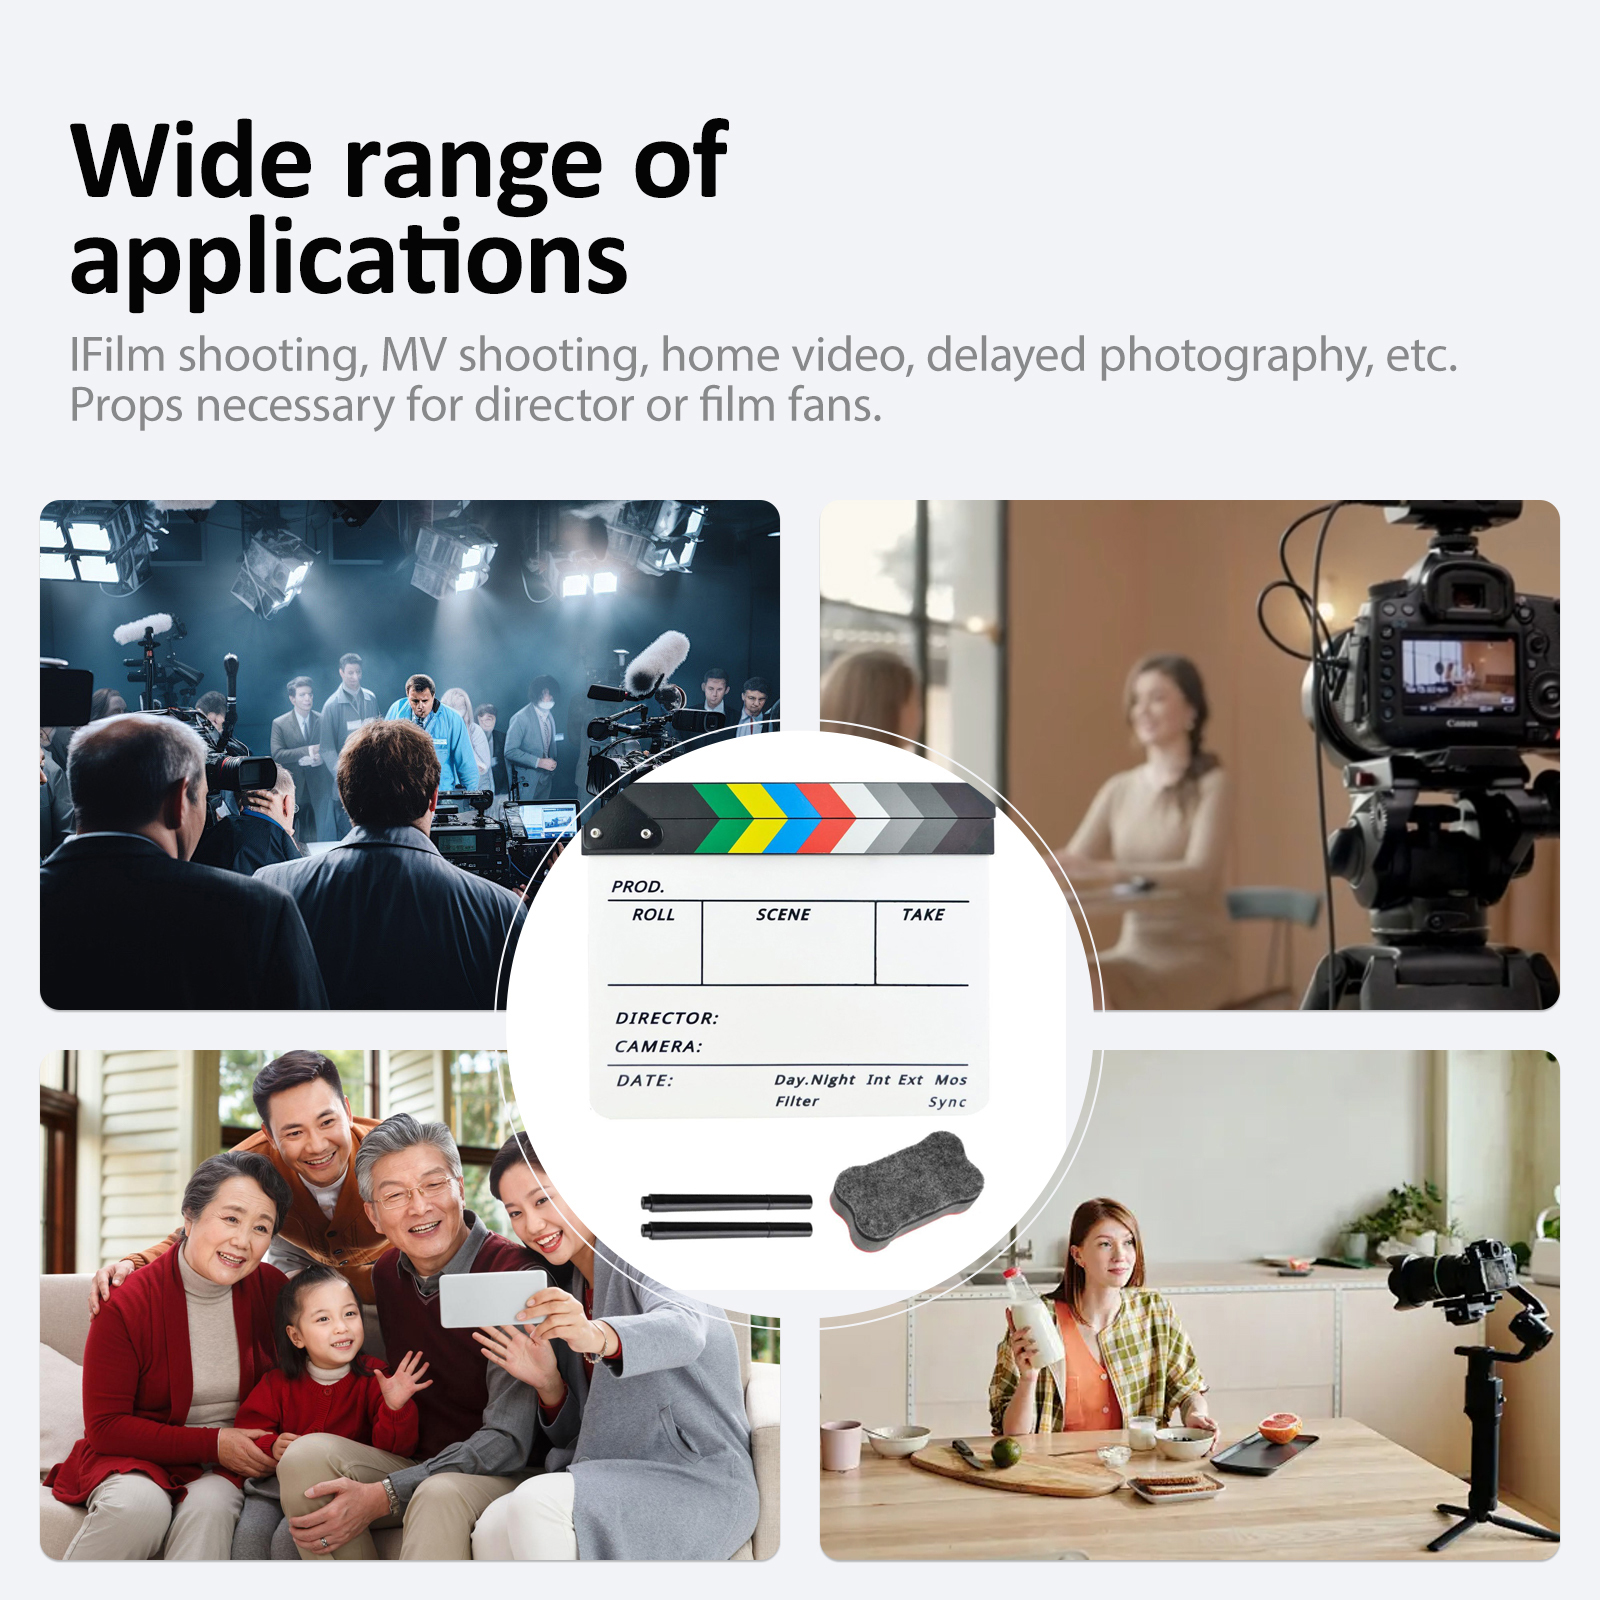 Wide range of
applications
IFilm shooting, MV shooting, home video, delayed photography, etc.
Props necessary for director or film fans.
Canon
PROD.
ROLL SCENE TAKE
DIRECTOR:
CAMERA:
DATE: Day.Night Int Ext Mos
Filter Sync